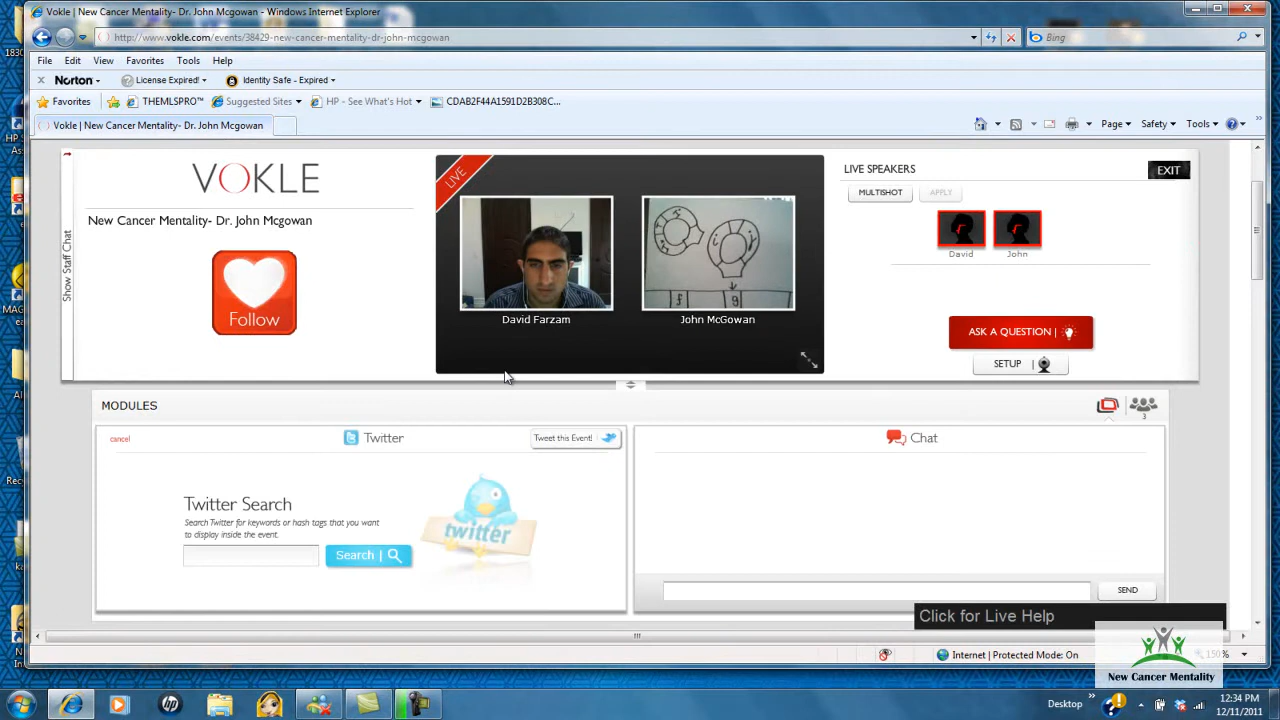 Vokle | New Cancer Mentality- Dr. John Mcgowan - Windows Internet Explorer
http://www.vokle.com/events/38429-new-cancer-mentality-dr-john-mcgowan
Bing
File Edit View Favorites Tools Help
x Norton License Expired! Identity Safe - Expired
Favorites THEMLSPRO™ Suggested Sites HP - See What's Hot CDAB2F44A1591D2B308C...
Vokle | New Cancer Mentality- Dr. John Mcgowan
Page Safety Tools
VOKLE
New Cancer Mentality- Dr. John Mcgowan
Follow
Show Staff Chat
LIVE
David Farzam
John McGowan
LIVE SPEAKERS
EXIT
MULTISHOT
APPLY
David John
ASK A QUESTION |
SETUP |
MODULES
3
cancel
Twitter
Tweet this Event!
Twitter Search
Search Twitter for keywords or hash tags that you want
to display inside the event.
Search |
twitter
Chat
SEND
Click for Live Help
Internet | Protected Mode: On
150%
New Cancer Mentality
Desktop
12:34 PM
12/11/2011